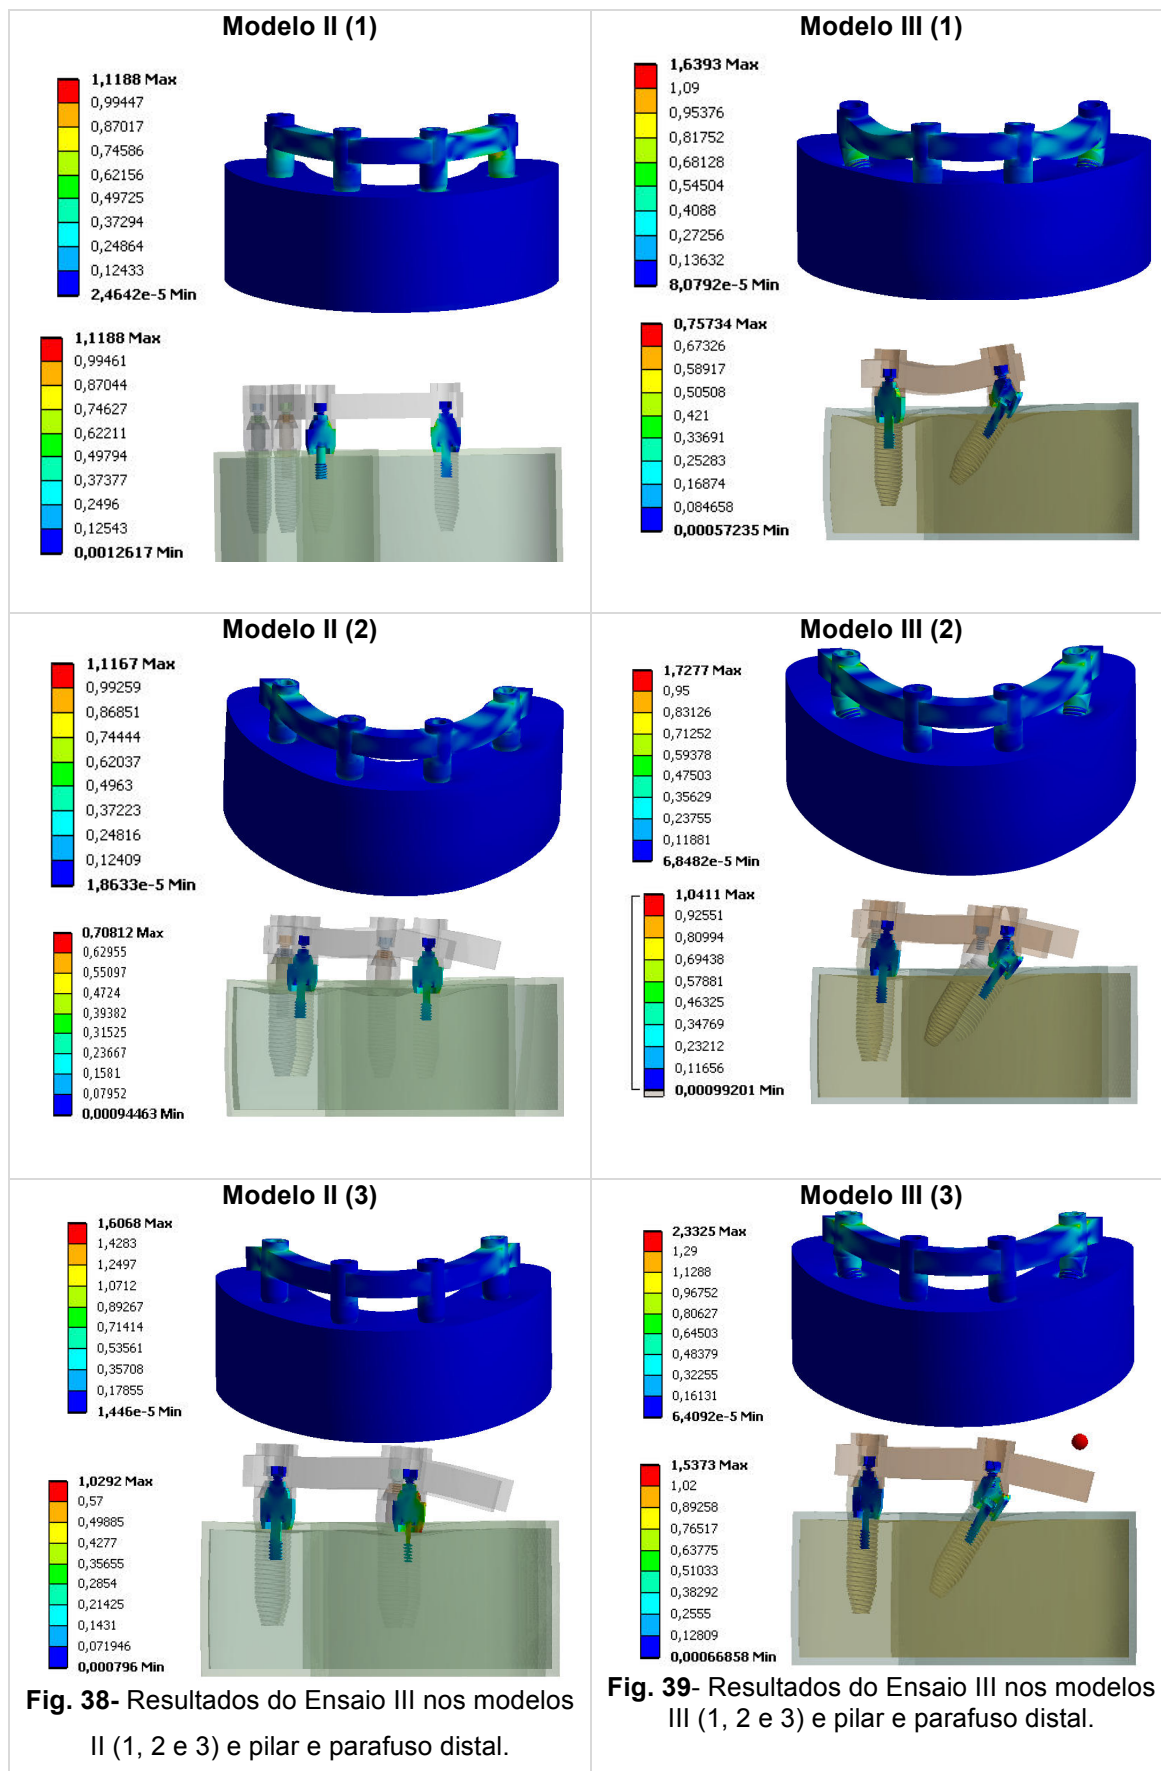 Modelo II (1)
1,1188 Max
0,99447
0,87017
0,74586
0,62156
0,49725
0,37294
0,24864
0,12433
2,4642e-5 Min
1,1188 Max
0,99461
0,87044
0,74627
0,62211
0,49794
0,37377
0,2496
0,12543
0,0012617 Min
Modelo III (1)
1,6393 Max
1,09
0,95376
0,81752
0,68128
0,54504
0,4088
0,27256
0,13632
8,0792e-5 Min
0,75734 Max
0,67326
0,58917
0,50508
0,421
0,33691
0,25283
0,16874
0,084658
0,00057235 Min
Modelo II (2)
1,1167 Max
0,99259
0,86851
0,74444
0,62037
0,4963
0,37223
0,24816
0,12409
1,8633e-5 Min
0,70812 Max
0,62955
0,55097
0,4724
0,39382
0,31525
0,23667
0,1581
0,07952
0,00094463 Min
Modelo III (2)
1,7277 Max
0,95
0,83126
0,71252
0,59378
0,47503
0,35629
0,23755
0,11881
6,8482e-5 Min
1,0411 Max
0,92551
0,80994
0,69438
0,57881
0,46325
0,34769
0,23212
0,11656
0,00099201 Min
Modelo II (3)
1,6068 Max
1,4283
1,2497
1,0712
0,89267
0,71414
0,53561
0,35708
0,17855
1,446e-5 Min
1,0292 Max
0,57
0,49885
0,4277
0,35655
0,2854
0,21425
0,1431
0,071946
0,000796 Min
Fig. 38- Resultados do Ensaio III nos modelos
II (1, 2 e 3) e pilar e parafuso distal.
Modelo III (3)
2,3325 Max
1,29
1,1288
0,96752
0,80627
0,64503
0,48379
0,32255
0,16131
6,4092e-5 Min
1,5373 Max
1,02
0,89258
0,76517
0,63775
0,51033
0,38292
0,2555
0,12809
0,00066858 Min
Fig. 39- Resultados do Ensaio III nos modelos
III (1, 2 e 3) e pilar e parafuso distal.